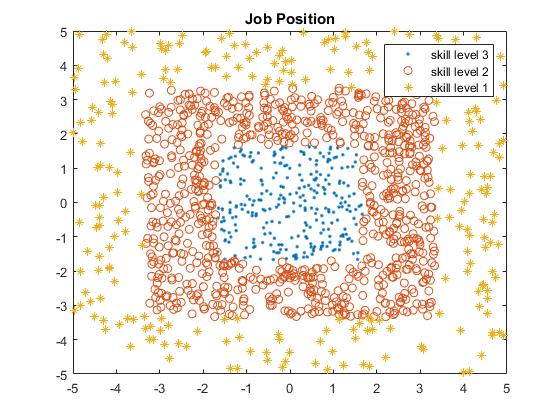 Job Position
skill level 3
skill level 2
skill level 1
5
4
3
2
1
0
-1
-2
-3
-4
-5
-5 -4 -3 -2 -1 0 1 2 3 4 5